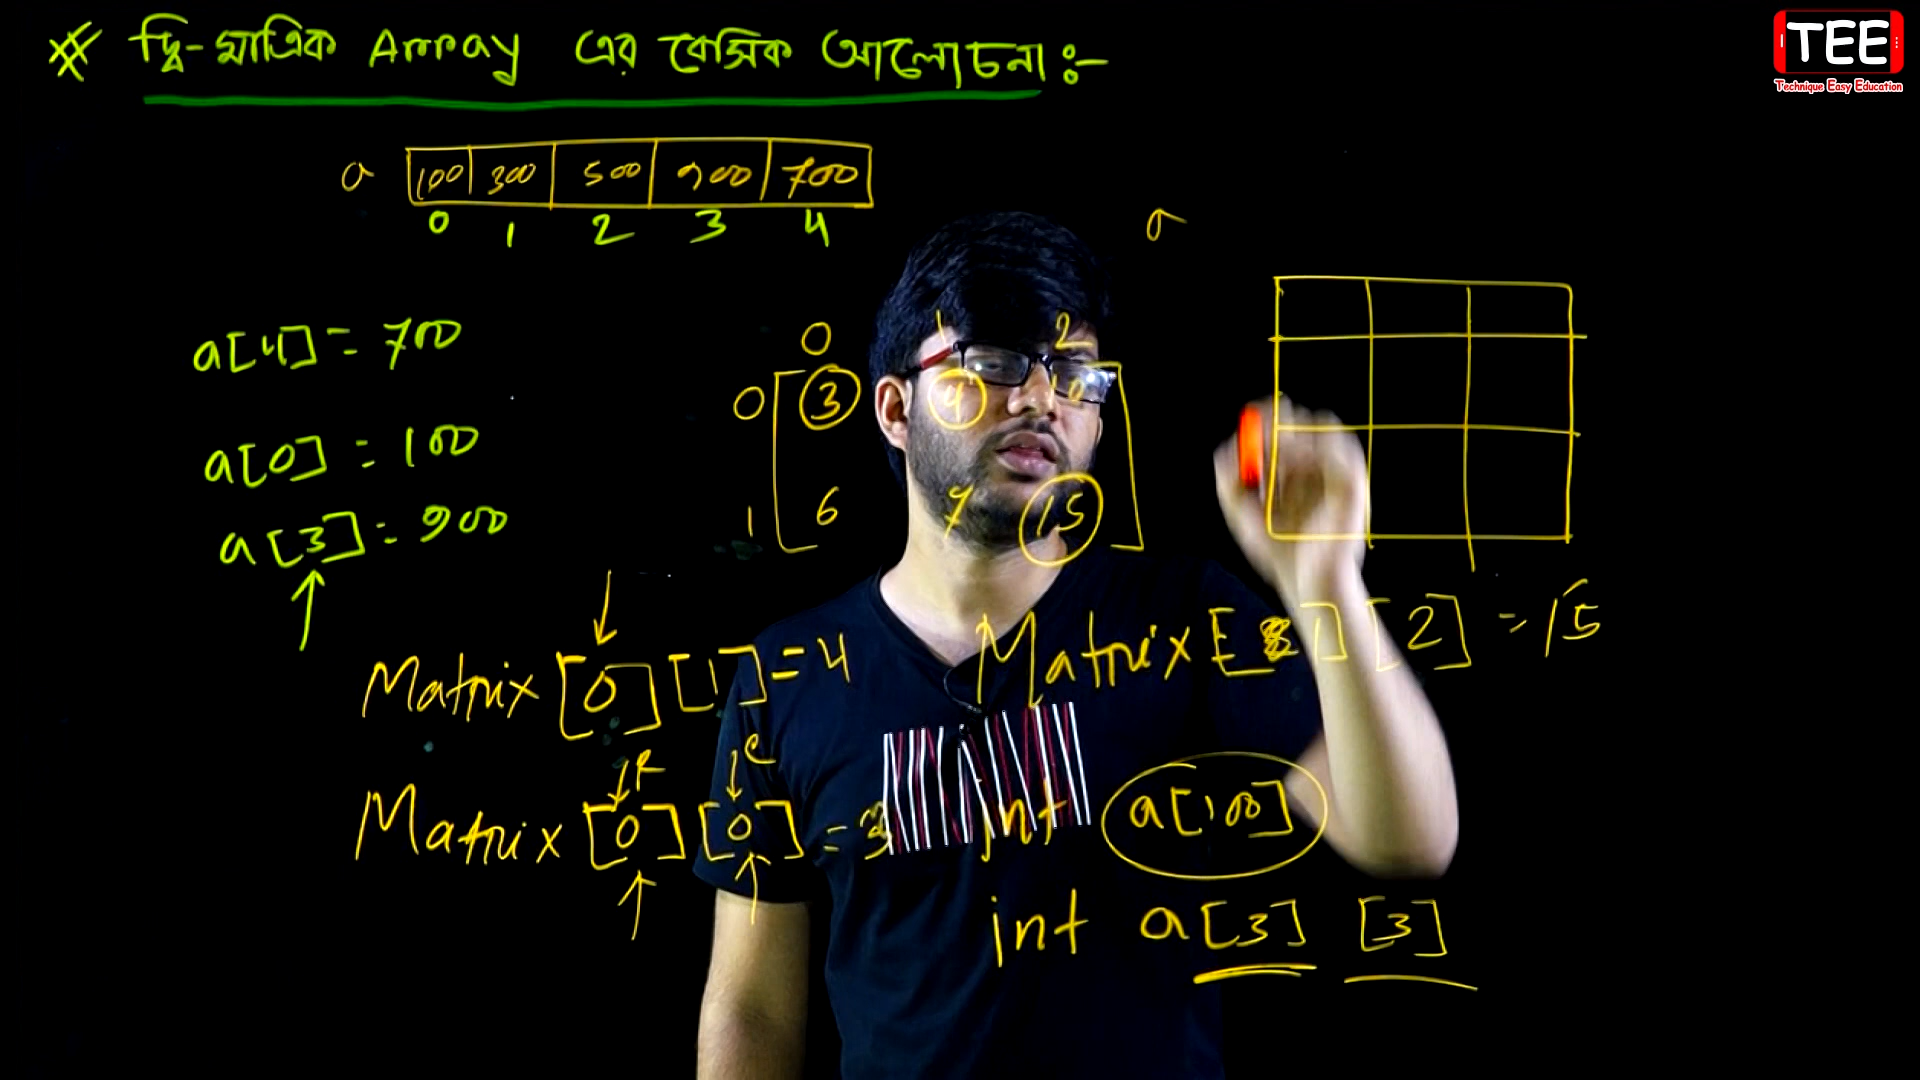 দ্বি-মাত্রিক Array এর বেসিক আলোচনা :-
TEE
Technique Easy Education
a 100 300 500 900 700
0 1 2 3 4
a
a[4] = 700
a[0] = 100
a[3] = 900
0 1 2
0 3 4 10
1 6 7 15
Matrix [0] [1] = 4
Matrix [1] [2] = 15
R C
Matrix [0] [0] = 3
int a[100]
int a[3] [3]